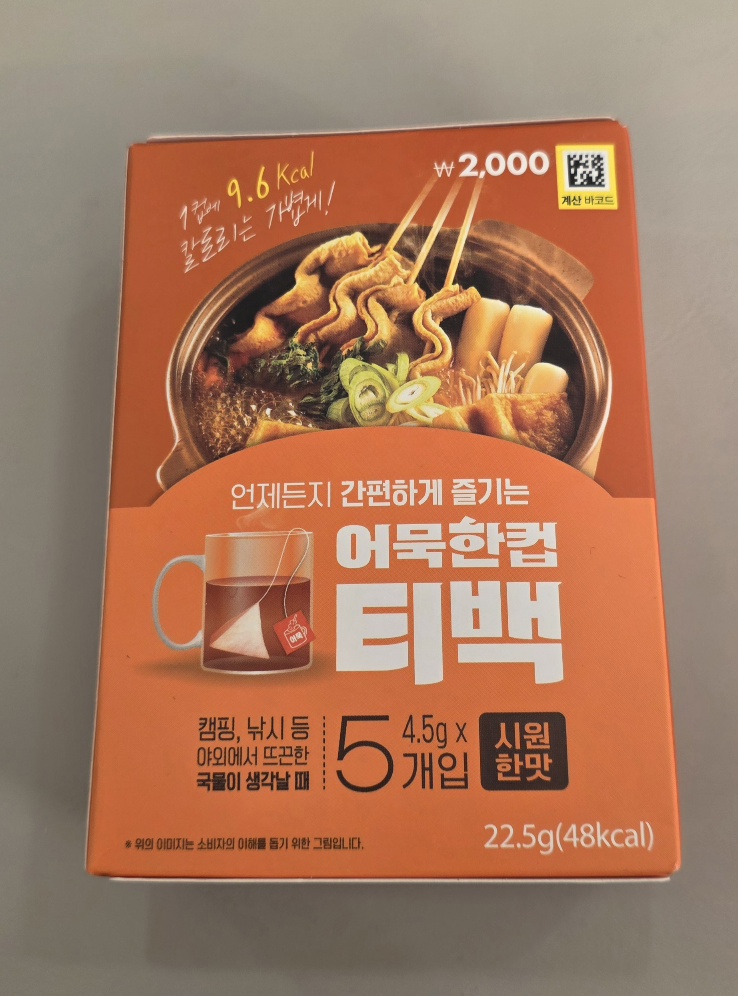 1컵에 9.6 Kcal
칼로리는 가볍게!
₩2,000
계산 바코드
언제든지 간편하게 즐기는
어묵한컵
티백
어묵
캠핑, 낚시 등
야외에서 뜨끈한
국물이 생각날 때
5
4.5g x
개입
시원
한맛
※ 위의 이미지는 소비자의 이해를 돕기 위한 그림입니다.
22.5g(48kcal)